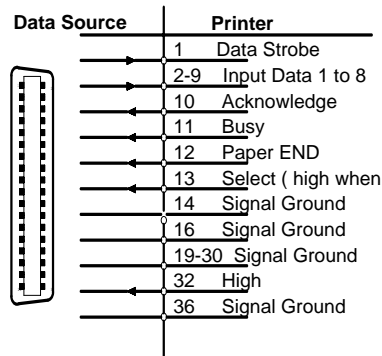 Data Source Printer
1 Data Strobe
2-9 Input Data 1 to 8
10 Acknowledge
11 Busy
12 Paper END
13 Select ( high when
14 Signal Ground
16 Signal Ground
19-30 Signal Ground
32 High
36 Signal Ground